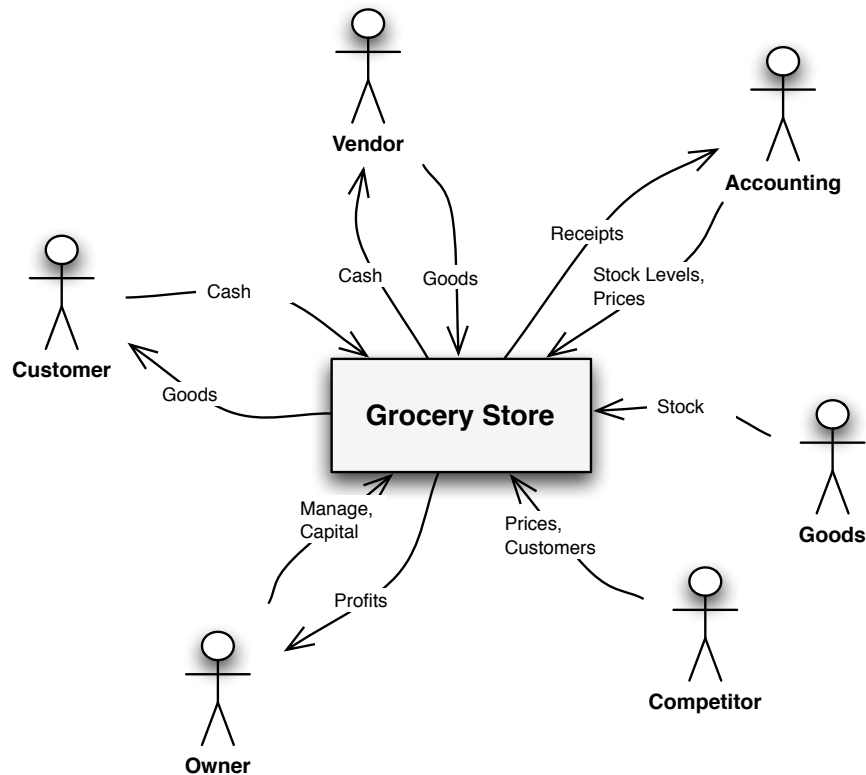 Vendor
Accounting
Receipts
Cash
Goods
Stock Levels,
Prices
Cash
Customer
Goods
Grocery Store
Stock
Goods
Manage,
Capital
Prices,
Customers
Profits
Competitor
Owner